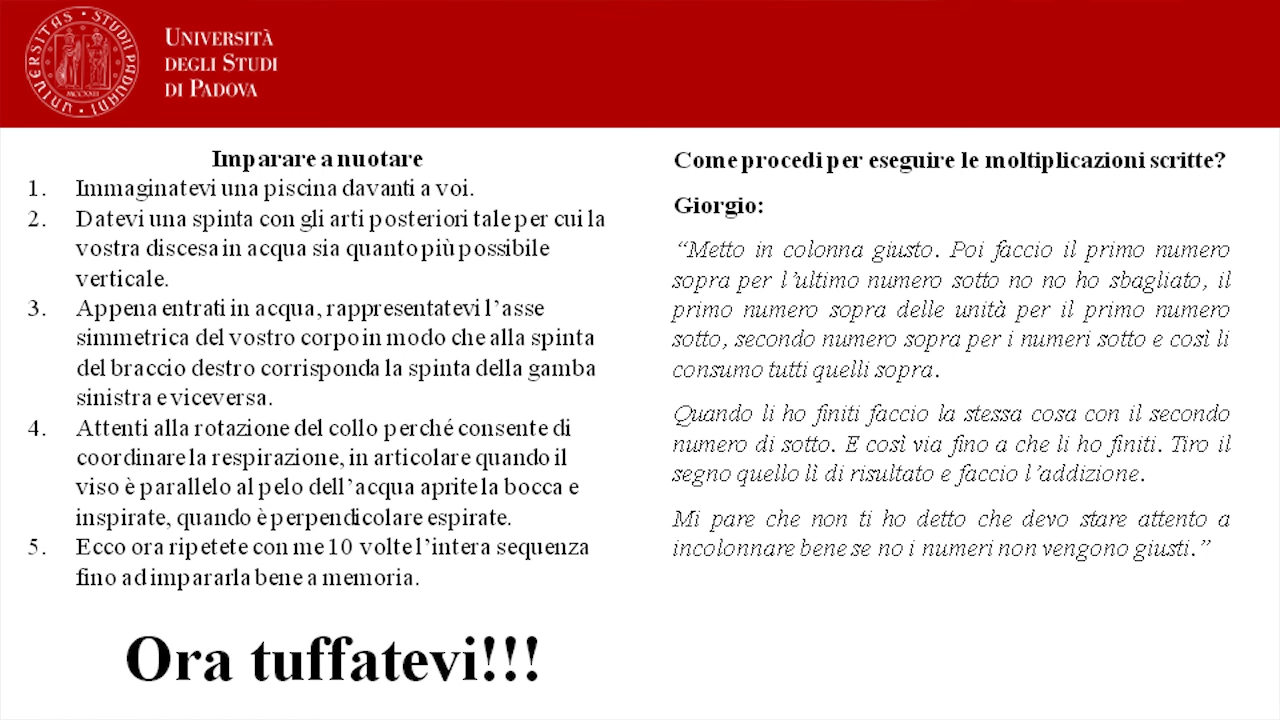 UNIVERSITAS STUDII PADUANI
MCCXXII
UNIVERSITÀ
DEGLI STUDI
DI PADOVA
Imparare a nuotare
1. Immaginatevi una piscina davanti a voi.
2. Datevi una spinta con gli arti posteriori tale per cui la
vostra discesa in acqua sia quanto più possibile
verticale.
3. Appena entrati in acqua, rappresentatevi l’asse
simmetrica del vostro corpo in modo che alla spinta
del braccio destro corrisponda la spinta della gamba
sinistra e viceversa.
4. Attenti alla rotazione del collo perché consente di
coordinare la respirazione, in articolare quando il
viso è parallelo al pelo dell’acqua aprite la bocca e
inspirate, quando è perpendicolare espirate.
5. Ecco ora ripetete con me 10 volte l’intera sequenza
fino ad impararla bene a memoria.
Ora tuffatevi!!!
Come procedi per eseguire le moltiplicazioni scritte?
Giorgio:
“Metto in colonna giusto. Poi faccio il primo numero
sopra per l’ultimo numero sotto no no ho sbagliato, il
primo numero sopra delle unità per il primo numero
sotto, secondo numero sopra per i numeri sotto e così li
consumo tutti quelli sopra.
Quando li ho finiti faccio la stessa cosa con il secondo
numero di sotto. E così via fino a che li ho finiti. Tiro il
segno quello lì di risultato e faccio l’addizione.
Mi pare che non ti ho detto che devo stare attento a
incolonnare bene se no i numeri non vengono giusti.”